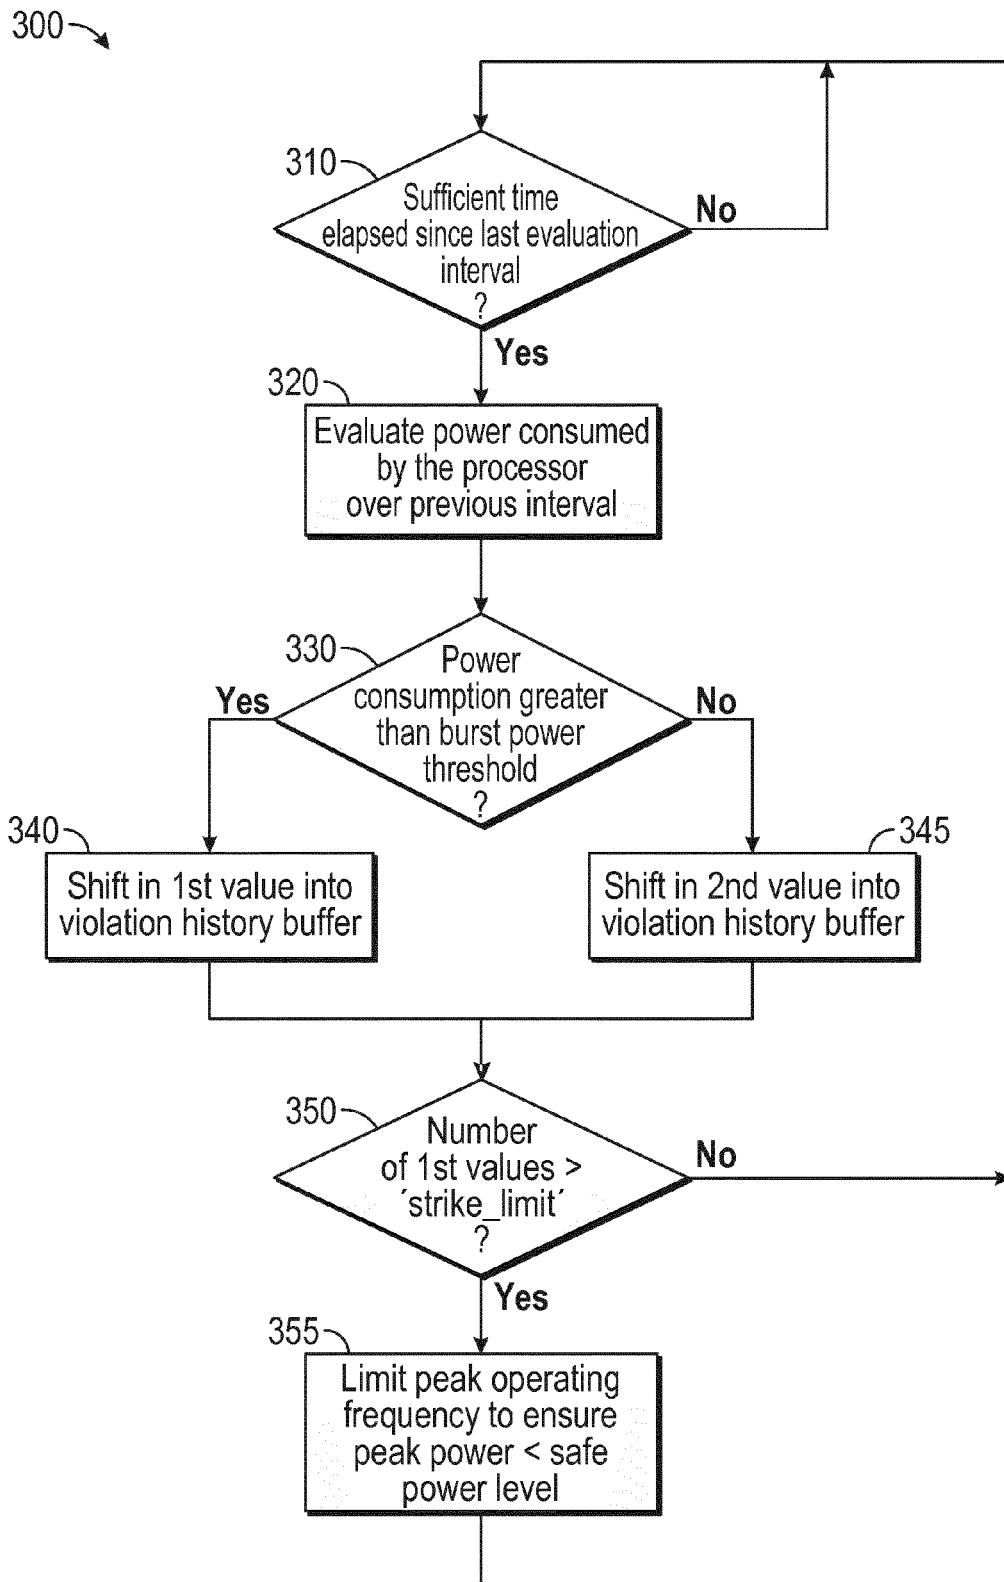 300
310
Sufficient time
elapsed since last evaluation
interval
?
No
Yes
320
Evaluate power consumed
by the processor
over previous interval
330
Power
consumption greater
than burst power
threshold
?
Yes
No
340
Shift in 1st value into
violation history buffer
345
Shift in 2nd value into
violation history buffer
350
Number
of 1st values >
´strike_limit´
?
No
Yes
355
Limit peak operating
frequency to ensure
peak power < safe
power level